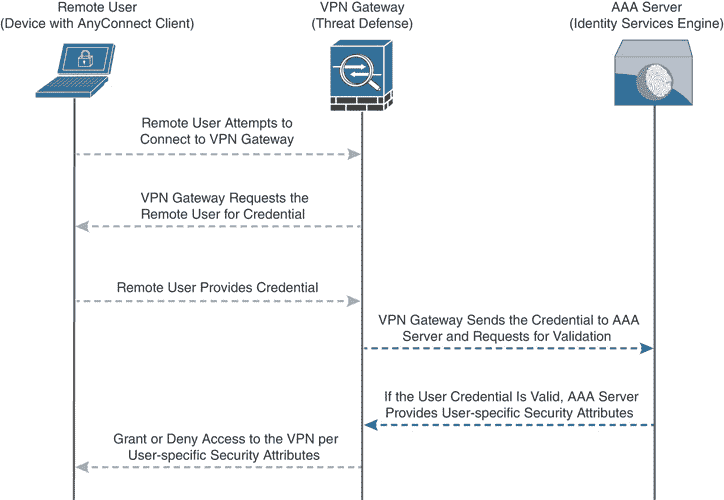 Remote User
(Device with AnyConnect Client)
VPN Gateway
(Threat Defense)
AAA Server
(Identity Services Engine)
Remote User Attempts to
Connect to VPN Gateway
VPN Gateway Requests the
Remote User for Credential
Remote User Provides Credential
VPN Gateway Sends the Credential to AAA
Server and Requests for Validation
If the User Credential Is Valid, AAA Server
Provides User-specific Security Attributes
Grant or Deny Access to the VPN per
User-specific Security Attributes